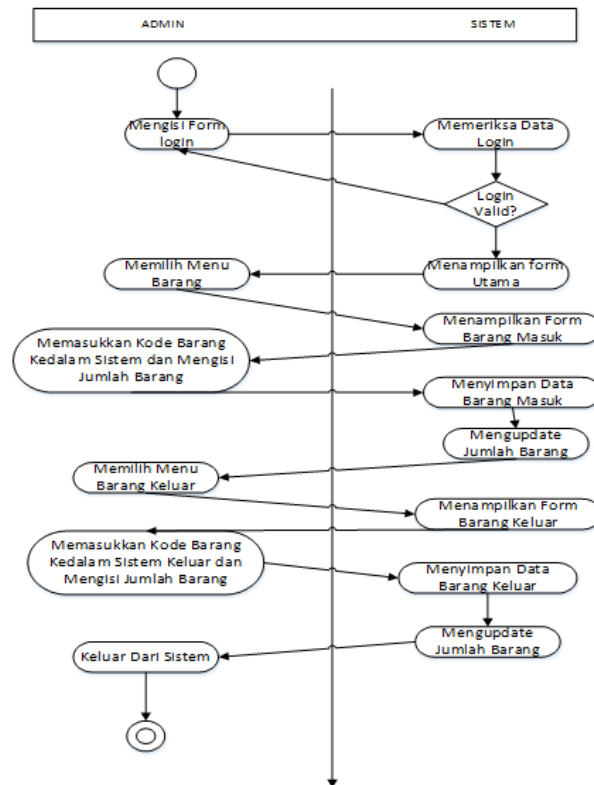 ADMIN
SISTEM
Mengisi Form
login
Memeriksa Data
Login
Login
Valid?
Menampilkan form
Utama
Memilih Menu
Barang
Menampilkan Form
Barang Masuk
Memasukkan Kode Barang
Kedalam Sistem dan Mengisi
Jumlah Barang
Menyimpan Data
Barang Masuk
Mengupdate
Jumlah Barang
Memilih Menu
Barang Keluar
Menampilkan Form
Barang Keluar
Memasukkan Kode Barang
Kedalam Sistem Keluar dan
Mengisi Jumlah Barang
Menyimpan Data
Barang Keluar
Mengupdate
Jumlah Barang
Keluar Dari Sistem